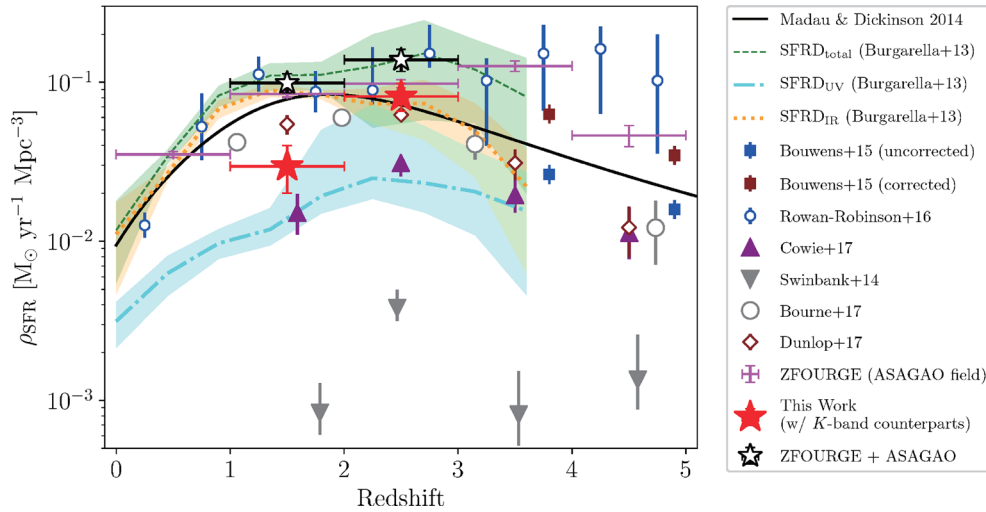 10⁻¹
10⁻²
10⁻³
ρSFR [M⊙ yr⁻¹ Mpc⁻³]
0 1 2 3 4 5
Redshift
Madau & Dickinson 2014
SFRDtotal (Burgarella+13)
SFRDUV (Burgarella+13)
SFRDIR (Burgarella+13)
Bouwens+15 (uncorrected)
Bouwens+15 (corrected)
Rowan-Robinson+16
Cowie+17
Swinbank+14
Bourne+17
Dunlop+17
ZFOURGE (ASAGAO field)
This Work
(w/ K-band counterparts)
ZFOURGE + ASAGAO